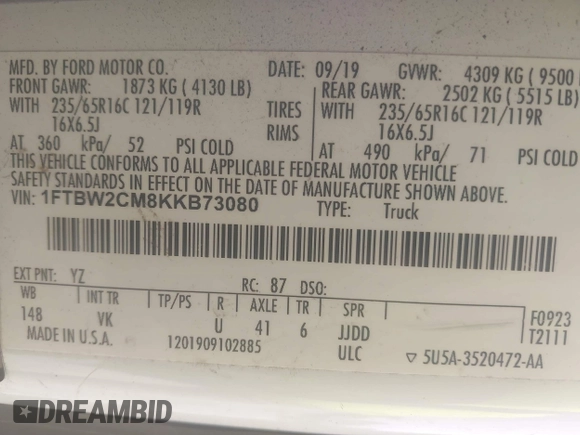 MFD. BY FORD MOTOR CO. DATE: 09/19 GVWR: 4309 KG (9500
FRONT GAWR: 1873 KG (4130 LB) REAR GAWR: 2502 KG (5515 LB)
WITH 235/65R16C 121/119R TIRES WITH 235/65R16C 121/119R
16X6.5J RIMS 16X6.5J
AT 360 kPa/ 52 PSI COLD AT 490 kPa/ 71 PSI COLD
THIS VEHICLE CONFORMS TO ALL APPLICABLE FEDERAL MOTOR VEHICLE
SAFETY STANDARDS IN EFFECT ON THE DATE OF MANUFACTURE SHOWN ABOVE.
VIN: 1FTBW2CM8KKB73080 TYPE: Truck
EXT PNT: YZ RC: 87 DSO:
WB INT TR TP/PS R AXLE TR SPR F0923
148 VK U 41 6 JJDD T2111
MADE IN U.S.A. 1201909102885 ULC 5U5A-3520472-AA
DREAMBID